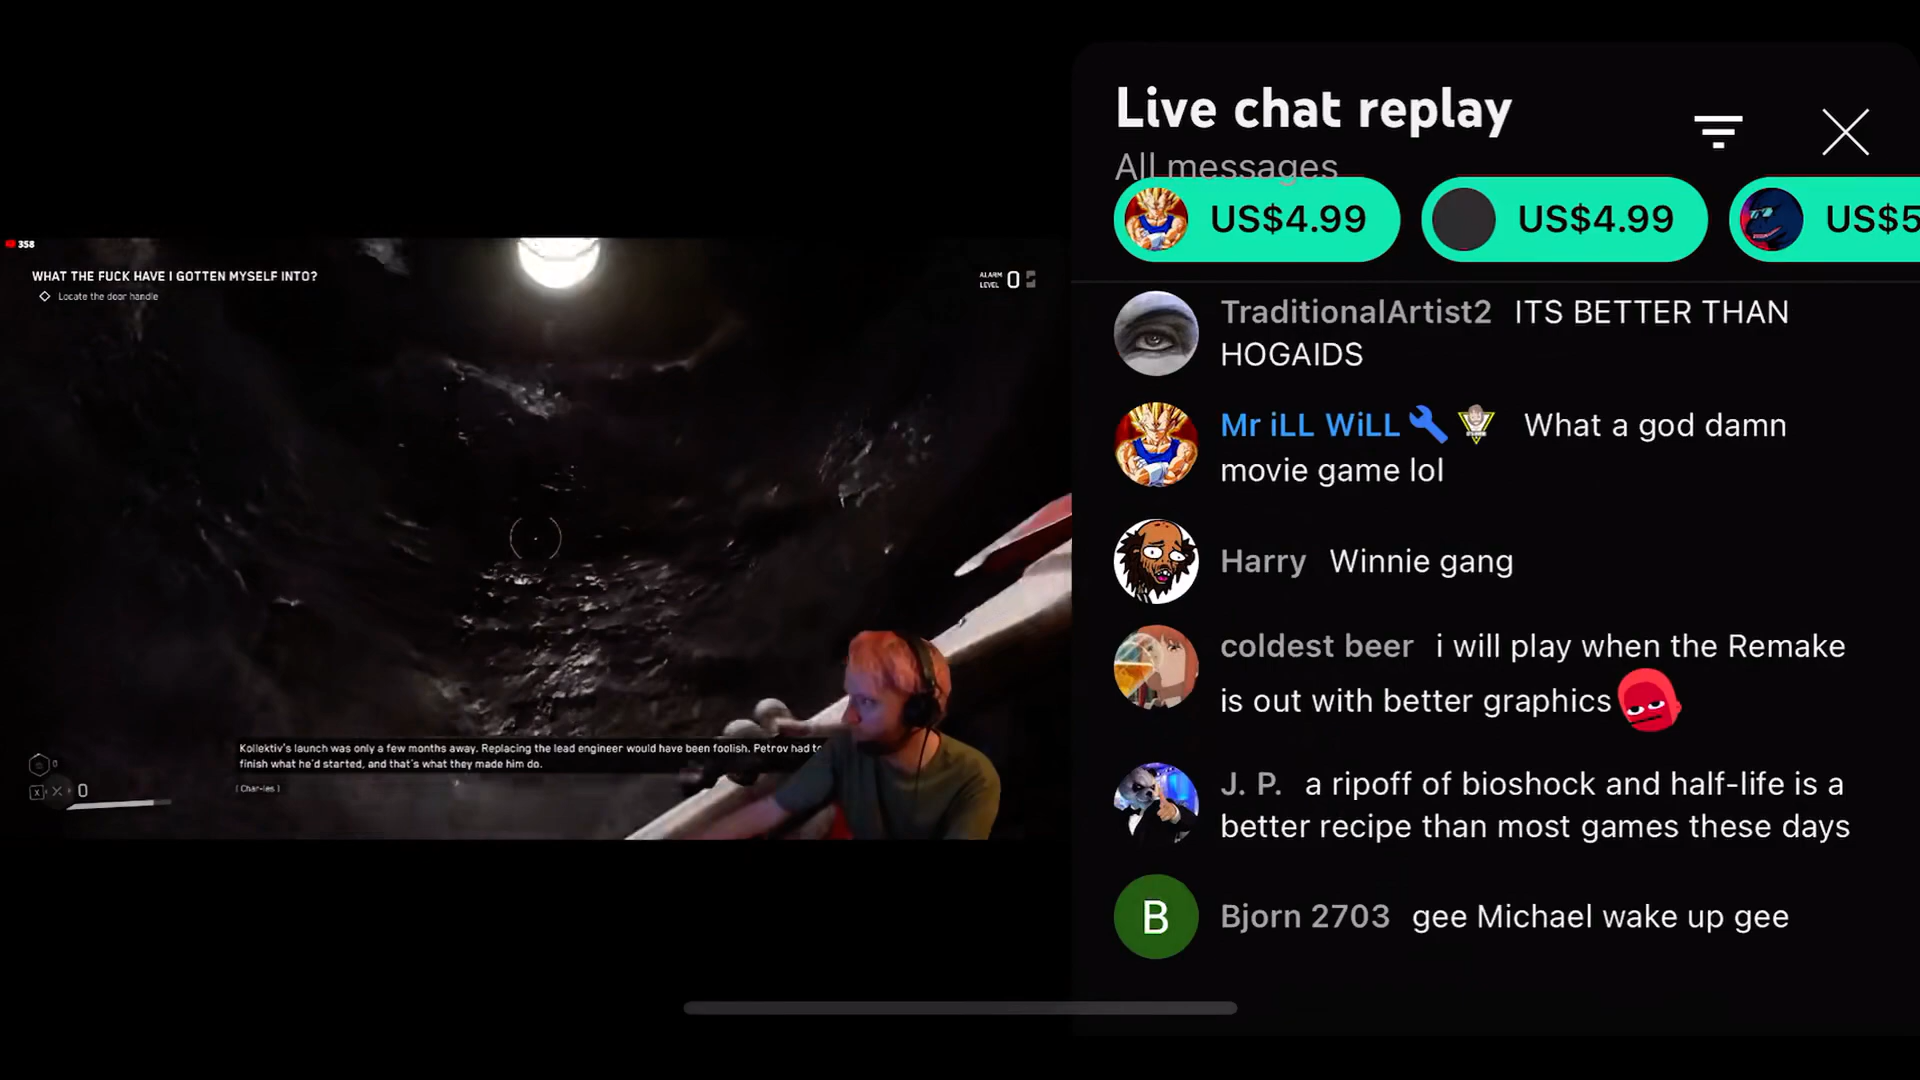 358
WHAT THE FUCK HAVE I GOTTEN MYSELF INTO?
Locate the door handle
ALARM
LEVEL 0
Kollektiv's launch was only a few months away. Replacing the lead engineer would have been foolish. Petrov had to
finish what he'd started, and that's what they made him do.
[ Char-les ]
0
X 0
Live chat replay
All messages
US$4.99
US$4.99
US$5
TraditionalArtist2 ITS BETTER THAN
HOGAIDS
Mr iLL WiLL What a god damn
movie game lol
Harry Winnie gang
coldest beer i will play when the Remake
is out with better graphics
J. P. a ripoff of bioshock and half-life is a
better recipe than most games these days
B
Bjorn 2703 gee Michael wake up gee